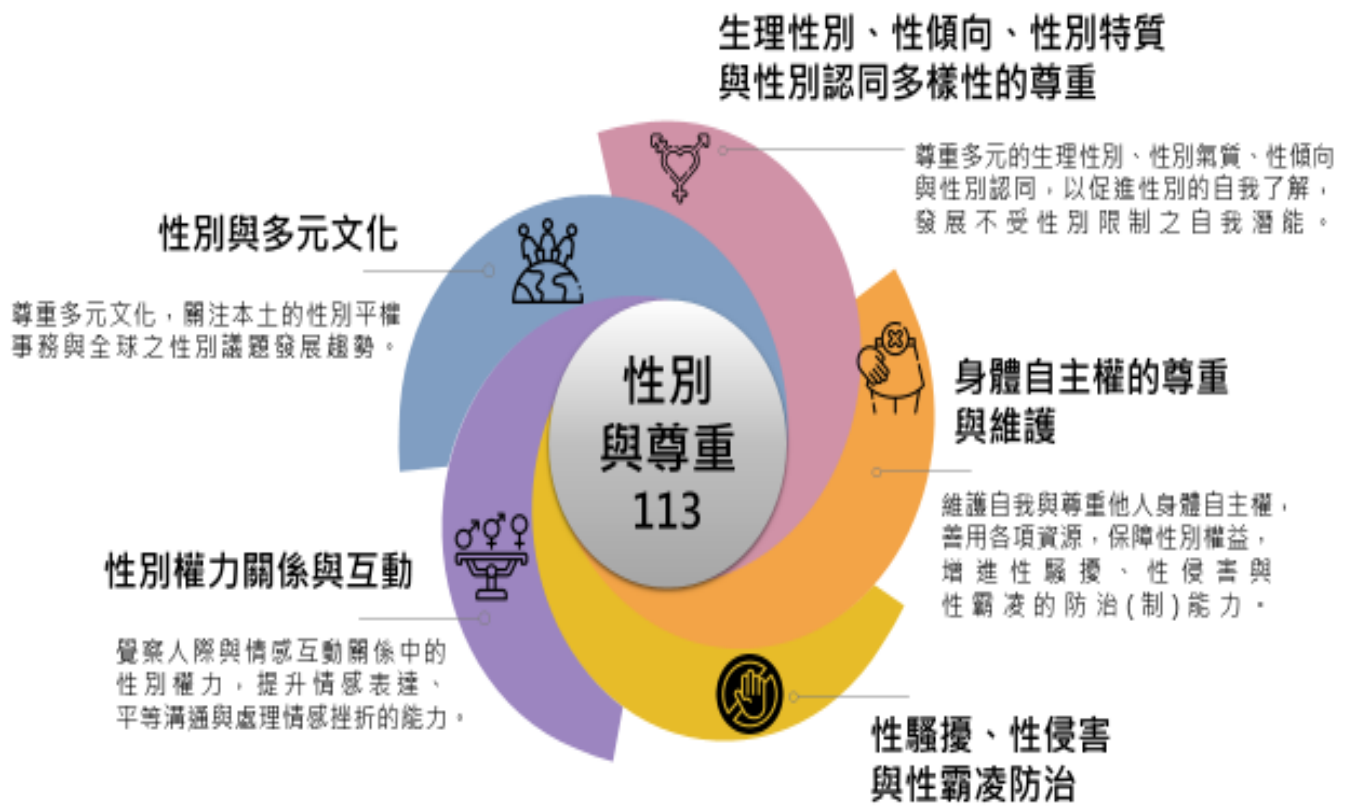 生理性別、性傾向、性別特質
與性別認同多樣性的尊重
尊重多元的生理性別、性別氣質、性傾向
與性別認同，以促進性別的自我了解，
發展不受性別限制之自我潛能。
性別與多元文化
尊重多元文化，關注本土的性別平權
事務與全球之性別議題發展趨勢。
性別
與尊重
113
身體自主權的尊重
與維護
維護自我與尊重他人身體自主權，
善用各項資源，保障性別權益，
增進性騷擾、性侵害與
性霸凌的防治(制)能力。
性別權力關係與互動
覺察人際與情感互動關係中的
性別權力，提升情感表達、
平等溝通與處理情感挫折的能力。
性騷擾、性侵害
與性霸凌防治